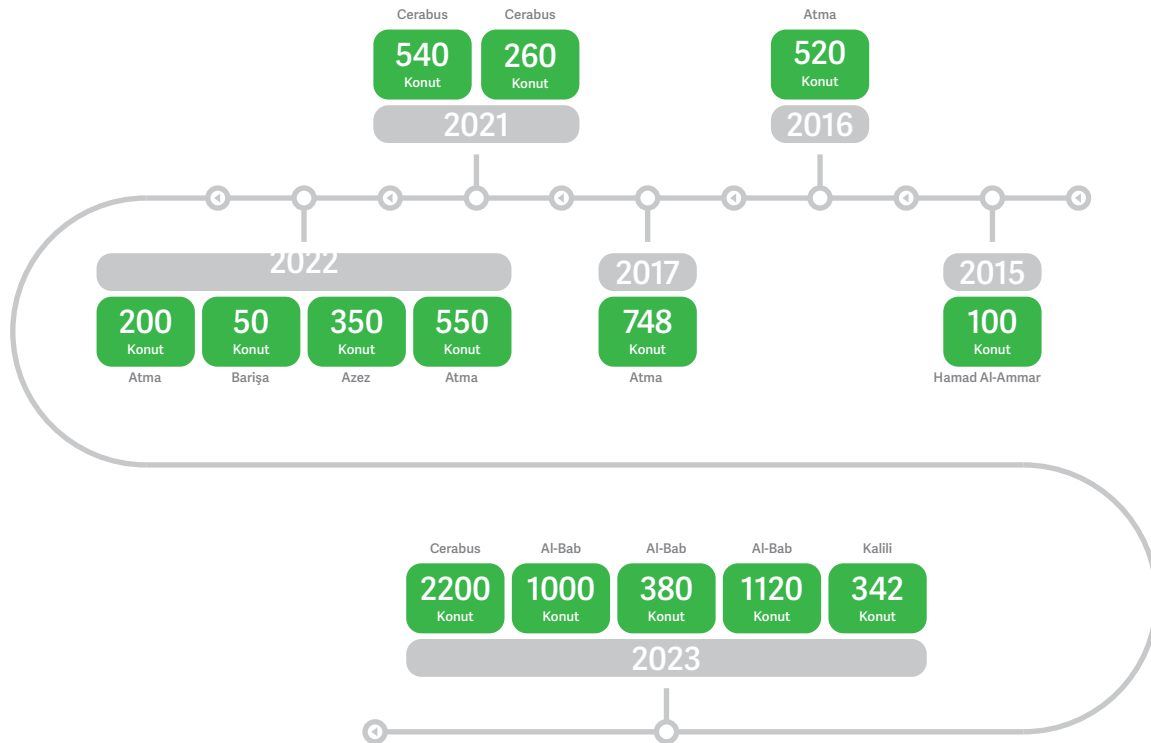 Cerabus
540
Konut
Cerabus
260
Konut
2021
Atma
520
Konut
2016
2022
200
Konut
Atma
50
Konut
Barişa
350
Konut
Azez
550
Konut
Atma
2017
748
Konut
Atma
2015
100
Konut
Hamad Al-Ammar
Cerabus
2200
Konut
Al-Bab
1000
Konut
Al-Bab
380
Konut
Al-Bab
1120
Konut
Kalili
342
Konut
2023